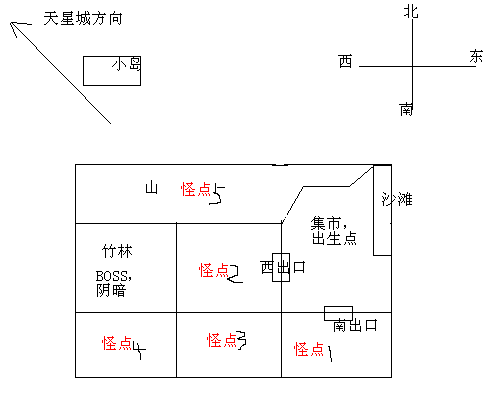 天星城方向
北
小岛
西
东
南
山
怪点5
沙滩
集市，
出生点
竹林
BOSS，
阴暗
怪点2
西出口
南出口
怪点4
怪点3
怪点1